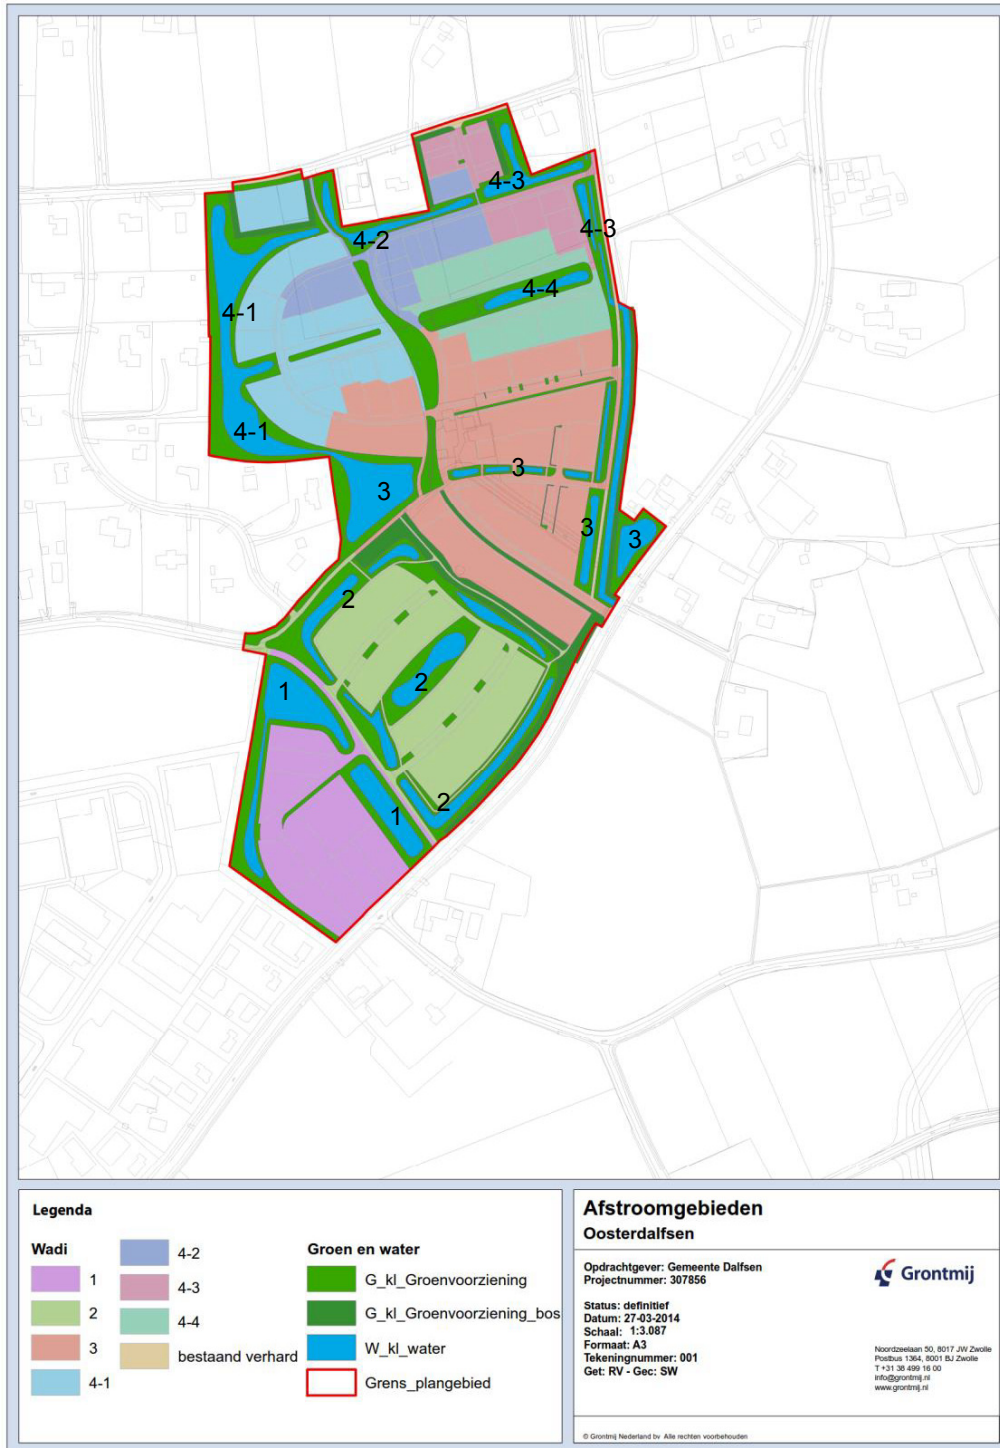 4-3
4-2
4-3
4-4
4-1
4-1
3
3
3
3
2
2
1
2
1
Legenda
Wadi
1
2
3
4-1
4-2
4-3
4-4
bestaand verhard
Groen en water
G_kl_Groenvoorziening
G_kl_Groenvoorziening_bos
W_kl_water
Grens_plangebied
Afstroomgebieden
Oosterdalfsen
Opdrachtgever: Gemeente Dalfsen
Projectnummer: 307856
Status: definitief
Datum: 27-03-2014
Schaal: 1:3.087
Formaat: A3
Tekeningnummer: 001
Get: RV - Gec: SW
Grontmij
Noordzeelaan 50, 8017 JW Zwolle
Postbus 1364, 8001 BJ Zwolle
T +31 38 499 16 00
info@grontmij.nl
www.grontmij.nl
© Grontmij Nederland bv Alle rechten voorbehouden